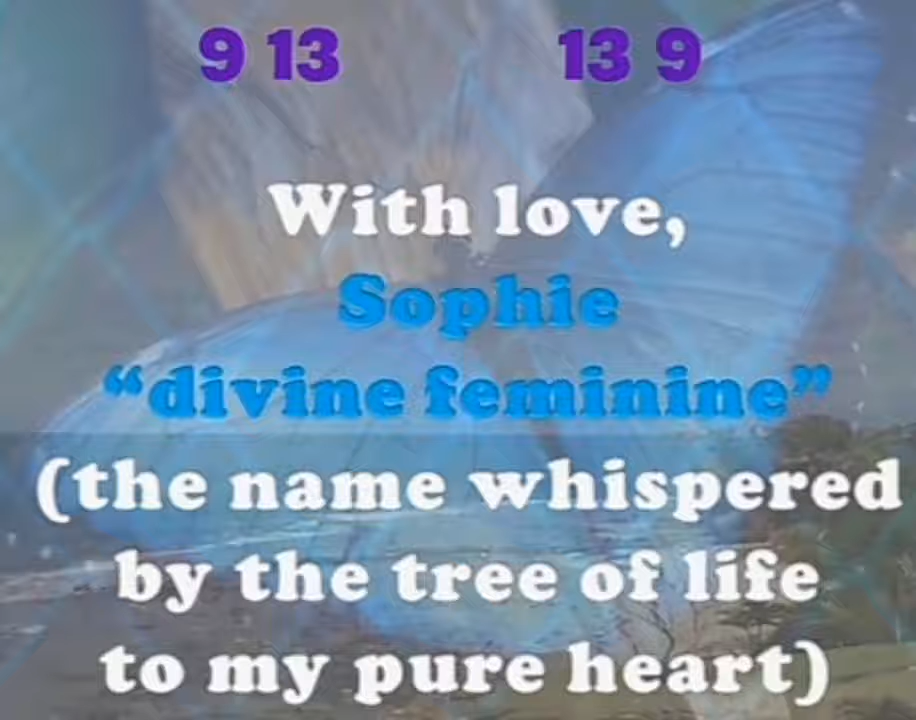 9 13 13 9
With love,
Sophie
“divine feminine”
(the name whispered
by the tree of life
to my pure heart)